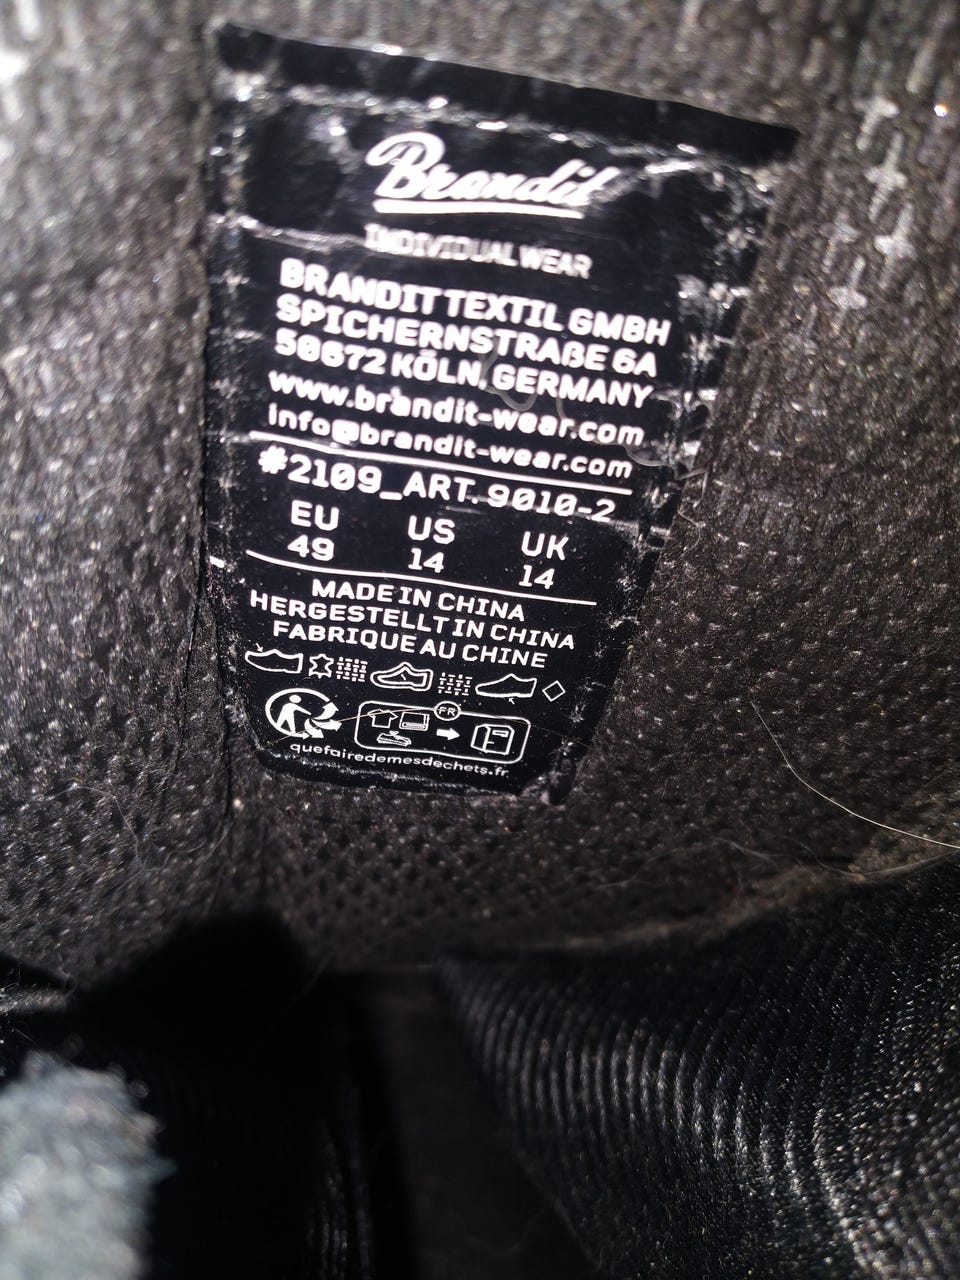 Brandit
INDIVIDUAL WEAR
BRANDIT TEXTIL GMBH
SPICHERNSTRAßE 6A
50672 KÖLN, GERMANY
www.brandit-wear.com
info@brandit-wear.com
#2109_ART. 9010-2
EU US UK
49 14 14
MADE IN CHINA
HERGESTELLT IN CHINA
FABRIQUE AU CHINE
FR
quefairedemesdechets.fr